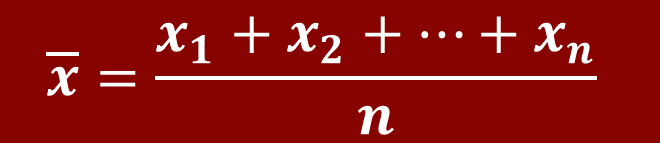 x̅ = (x₁ + x₂ + ⋯ + xₙ) / n